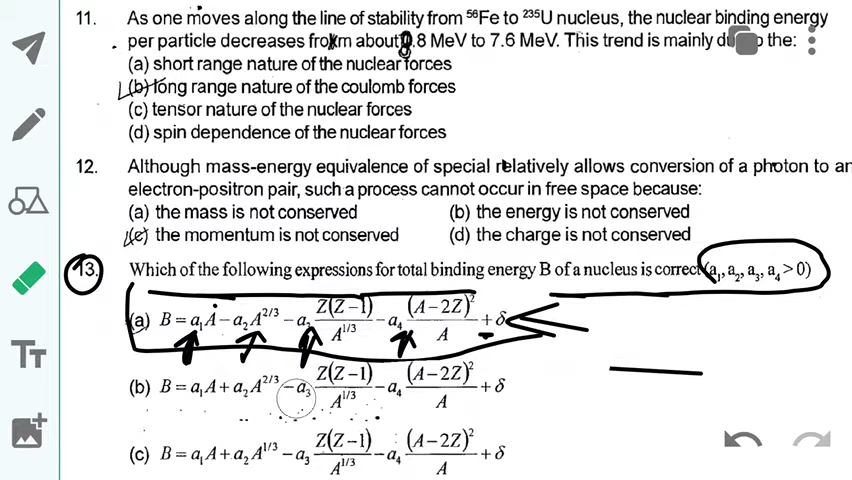 11. As one moves along the line of stability from ⁵⁶Fe to ²³⁵U nucleus, the nuclear binding energy
per particle decreases from about 8.8 MeV to 7.6 MeV. This trend is mainly the:
(a) short range nature of the nuclear forces
(b) long range nature of the coulomb forces
(c) tensor nature of the nuclear forces
(d) spin dependence of the nuclear forces
12. Although mass-energy equivalence of special relatively allows conversion of a photon to an
electron-positron pair, such a process cannot occur in free space because:
(a) the mass is not conserved (b) the energy is not conserved
(c) the momentum is not conserved (d) the charge is not conserved
13. Which of the following expressions for total binding energy B of a nucleus is correct (a₁, a₂, a₃, a₄ > 0)
(a) B = a₁A − a₂A^{2/3} − a₃ Z(Z−1)/A^{1/3} − a₄ (A−2Z)²/A + δ
(b) B = a₁A + a₂A^{2/3} − a₃ Z(Z−1)/A^{1/3} − a₄ (A−2Z)²/A + δ
(c) B = a₁A + a₂A^{1/3} − a₃ Z(Z−1)/A^{1/3} − a₄ (A−2Z)²/A + δ
TT